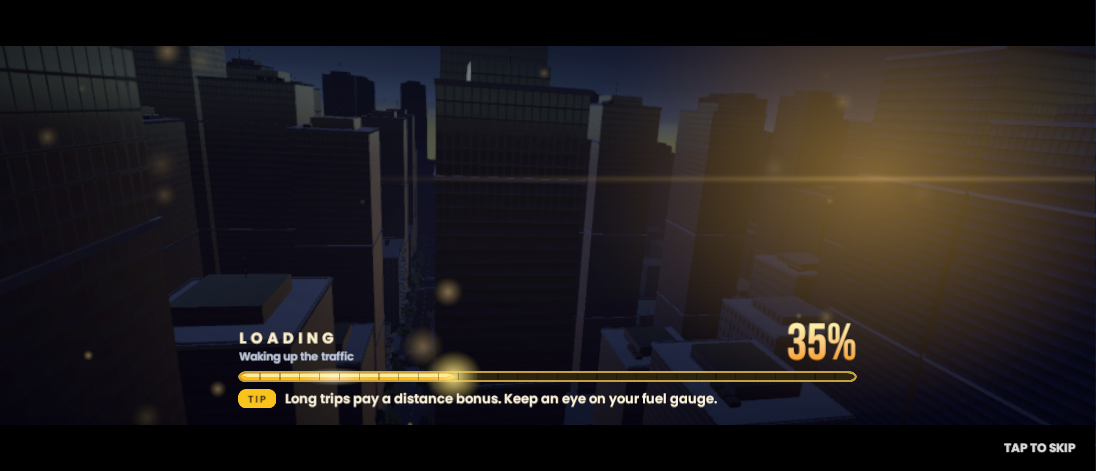 LOADING
35%
Waking up the traffic
TIP Long trips pay a distance bonus. Keep an eye on your fuel gauge.
TAP TO SKIP